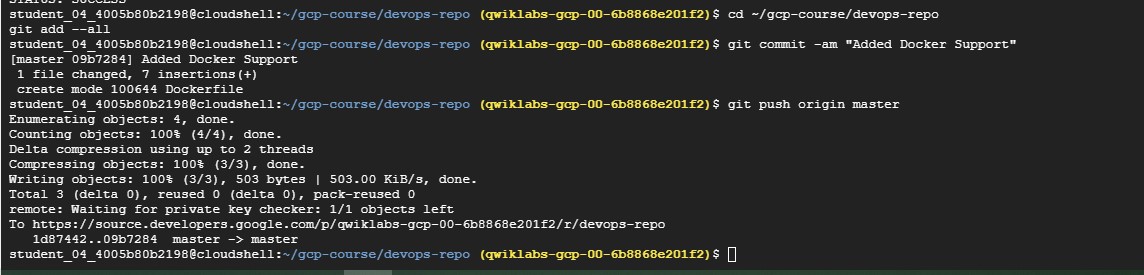 STATUS: SUCCESS
student_04_4005b80b2198@cloudshell:~/gcp-course/devops-repo (qwiklabs-gcp-00-6b8868e201f2)$ cd ~/gcp-course/devops-repo
git add --all
student_04_4005b80b2198@cloudshell:~/gcp-course/devops-repo (qwiklabs-gcp-00-6b8868e201f2)$ git commit -am "Added Docker Support"
[master 09b7284] Added Docker Support
 1 file changed, 7 insertions(+)
 create mode 100644 Dockerfile
student_04_4005b80b2198@cloudshell:~/gcp-course/devops-repo (qwiklabs-gcp-00-6b8868e201f2)$ git push origin master
Enumerating objects: 4, done.
Counting objects: 100% (4/4), done.
Delta compression using up to 2 threads
Compressing objects: 100% (3/3), done.
Writing objects: 100% (3/3), 503 bytes | 503.00 KiB/s, done.
Total 3 (delta 0), reused 0 (delta 0), pack-reused 0
remote: Waiting for private key checker: 1/1 objects left
To https://source.developers.google.com/p/qwiklabs-gcp-00-6b8868e201f2/r/devops-repo
   1d87442..09b7284  master -> master
student_04_4005b80b2198@cloudshell:~/gcp-course/devops-repo (qwiklabs-gcp-00-6b8868e201f2)$